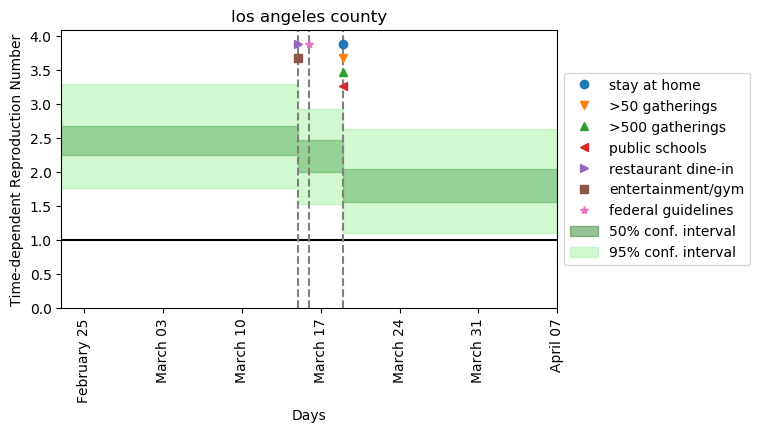 los angeles county
Time-dependent Reproduction Number
4.0
3.5
3.0
2.5
2.0
1.5
1.0
0.5
0.0
February 25
March 03
March 10
March 17
March 24
March 31
April 07
Days
stay at home
>50 gatherings
>500 gatherings
public schools
restaurant dine-in
entertainment/gym
federal guidelines
50% conf. interval
95% conf. interval